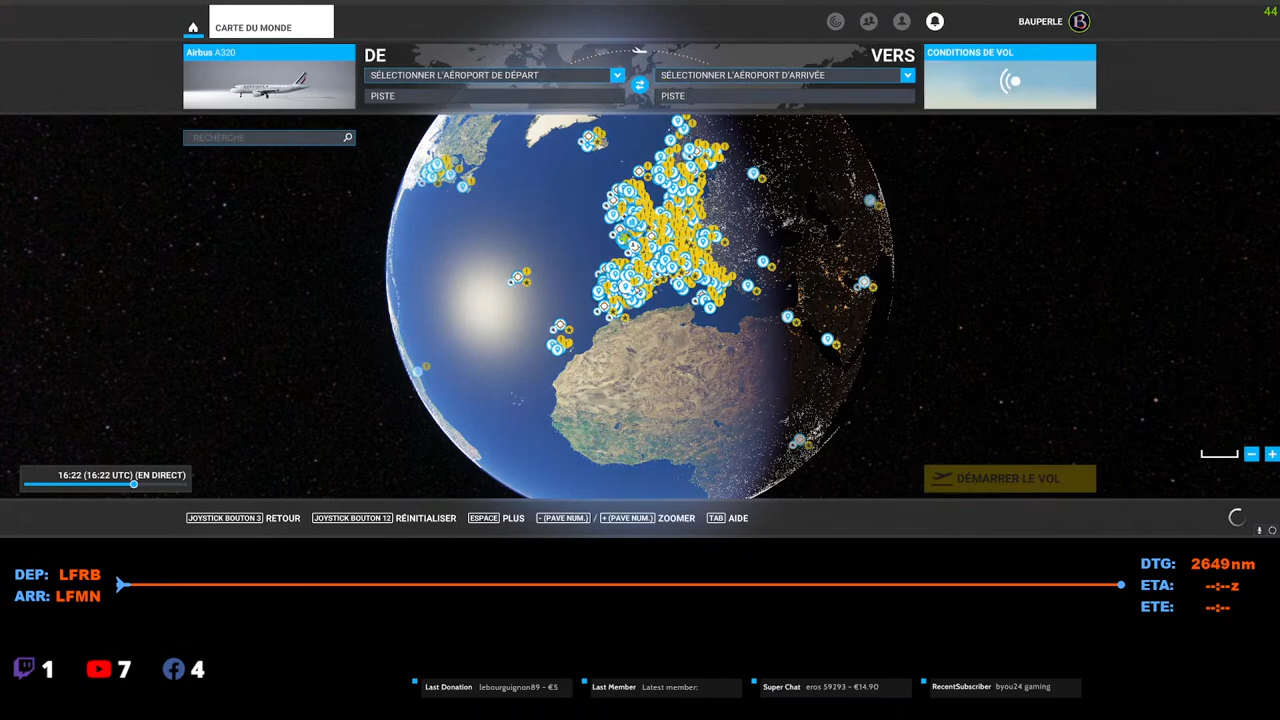 44
CARTE DU MONDE
BAUPERLE
B
Airbus A320
DE
VERS
CONDITIONS DE VOL
SÉLECTIONNER L'AÉROPORT DE DÉPART
SÉLECTIONNER L'AÉROPORT D'ARRIVÉE
PISTE
PISTE
RECHERCHE
16:22 (16:22 UTC) (EN DIRECT)
DÉMARRER LE VOL
JOYSTICK BOUTON 3 RETOUR JOYSTICK BOUTON 12 RÉINITIALISER ESPACE PLUS - (PAVE NUM.) / + (PAVE NUM.) ZOOMER TAB AIDE
DEP: LFRB
ARR: LFMN
DTG: 2649nm
ETA: --:--z
ETE: --:--
1 7 4
Last Donation lebourguignon89 - €5
Last Member Latest member:
Super Chat eros 59293 - €14.90
RecentSubscriber byou24 gaming